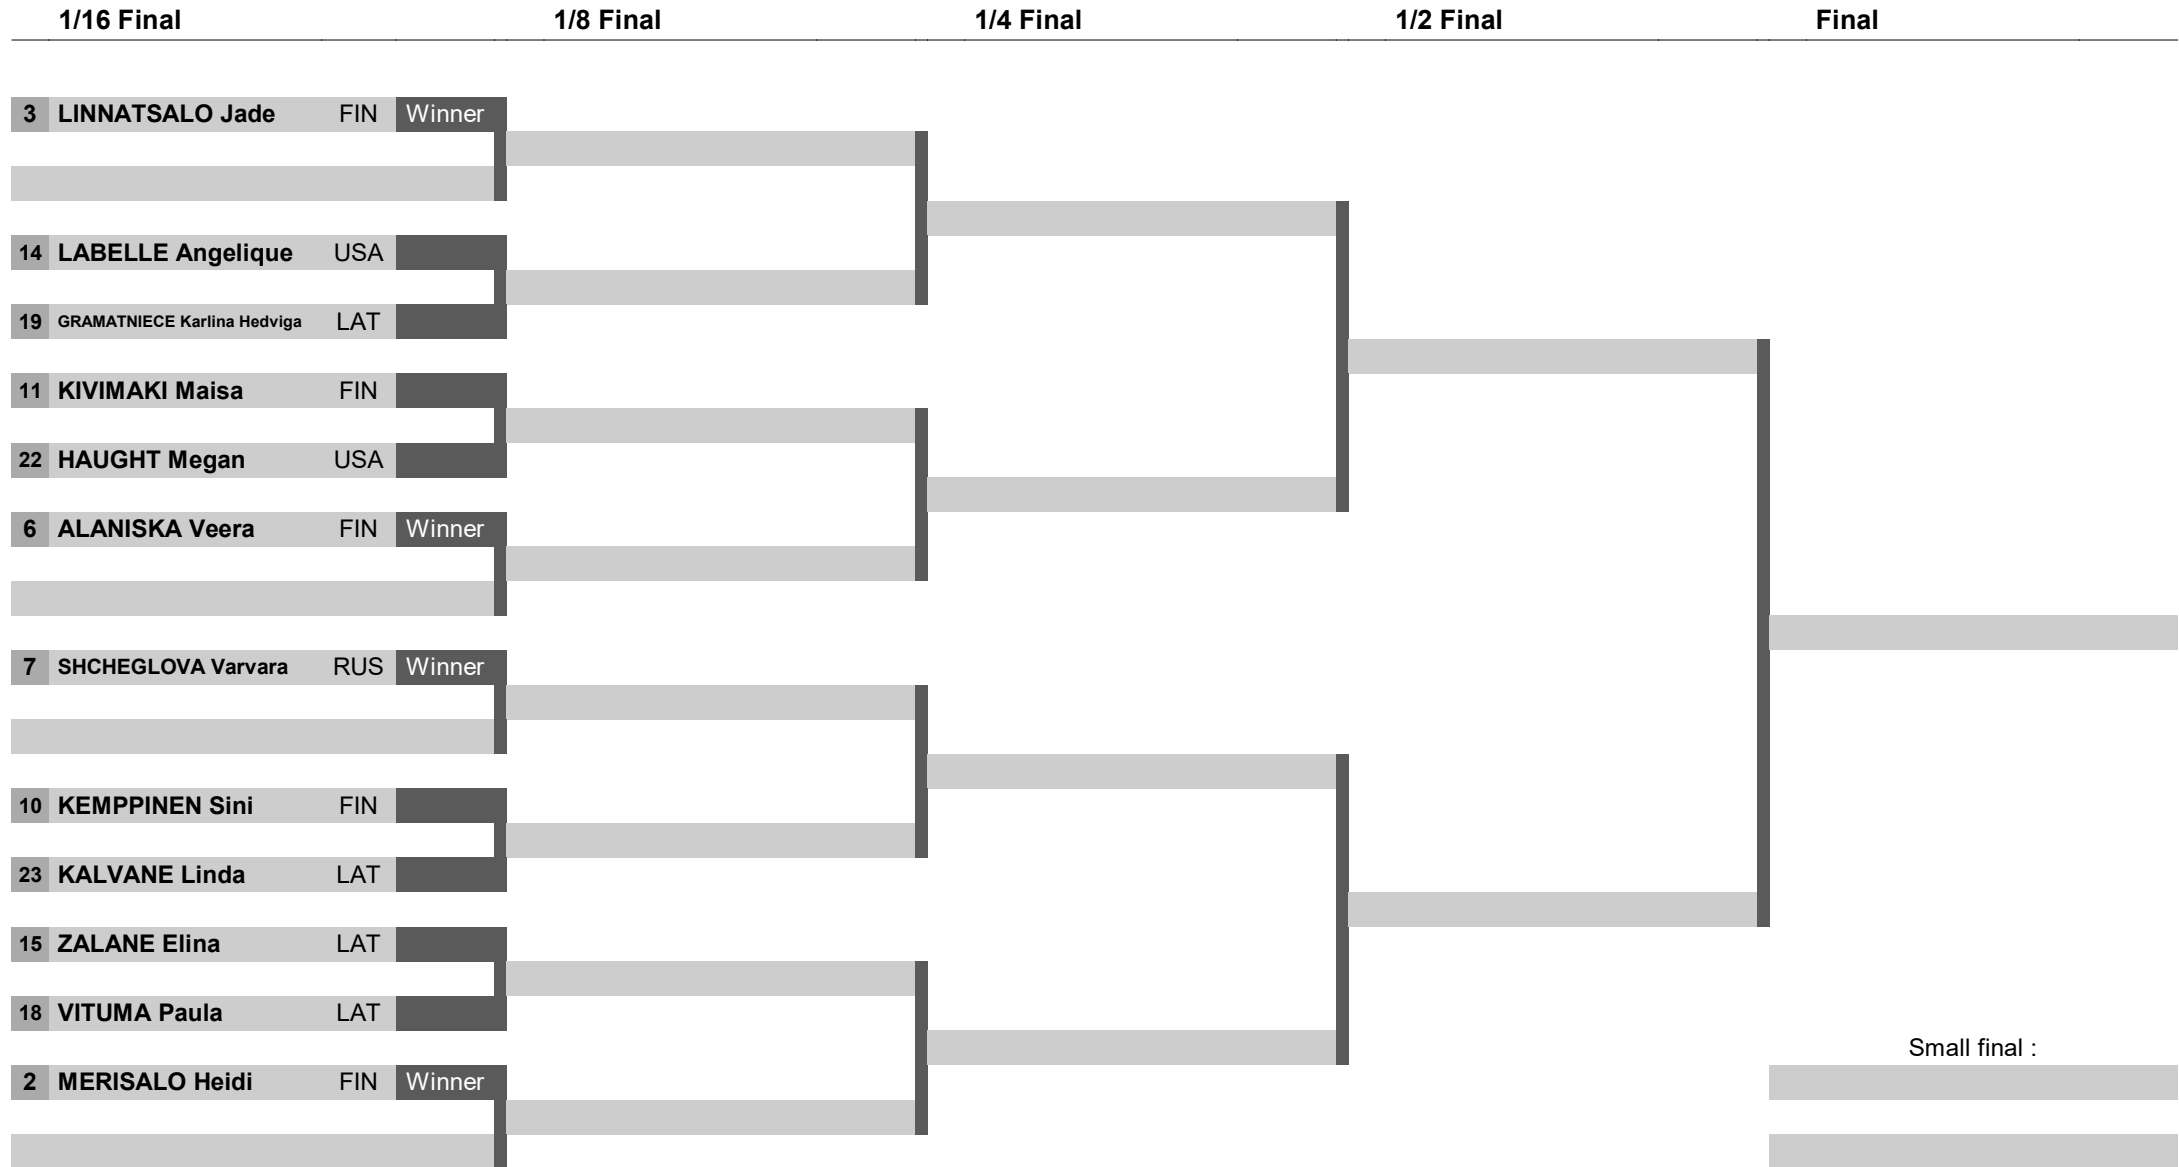 1/16 Final 1/8 Final 1/4 Final 1/2 Final Final
3 LINNATSALO Jade FIN Winner
14 LABELLE Angelique USA
19 GRAMATNIECE Karlina Hedviga LAT
11 KIVIMAKI Maisa FIN
22 HAUGHT Megan USA
6 ALANISKA Veera FIN Winner
7 SHCHEGLOVA Varvara RUS Winner
10 KEMPPINEN Sini FIN
23 KALVANE Linda LAT
15 ZALANE Elina LAT
18 VITUMA Paula LAT
Small final :
2 MERISALO Heidi FIN Winner